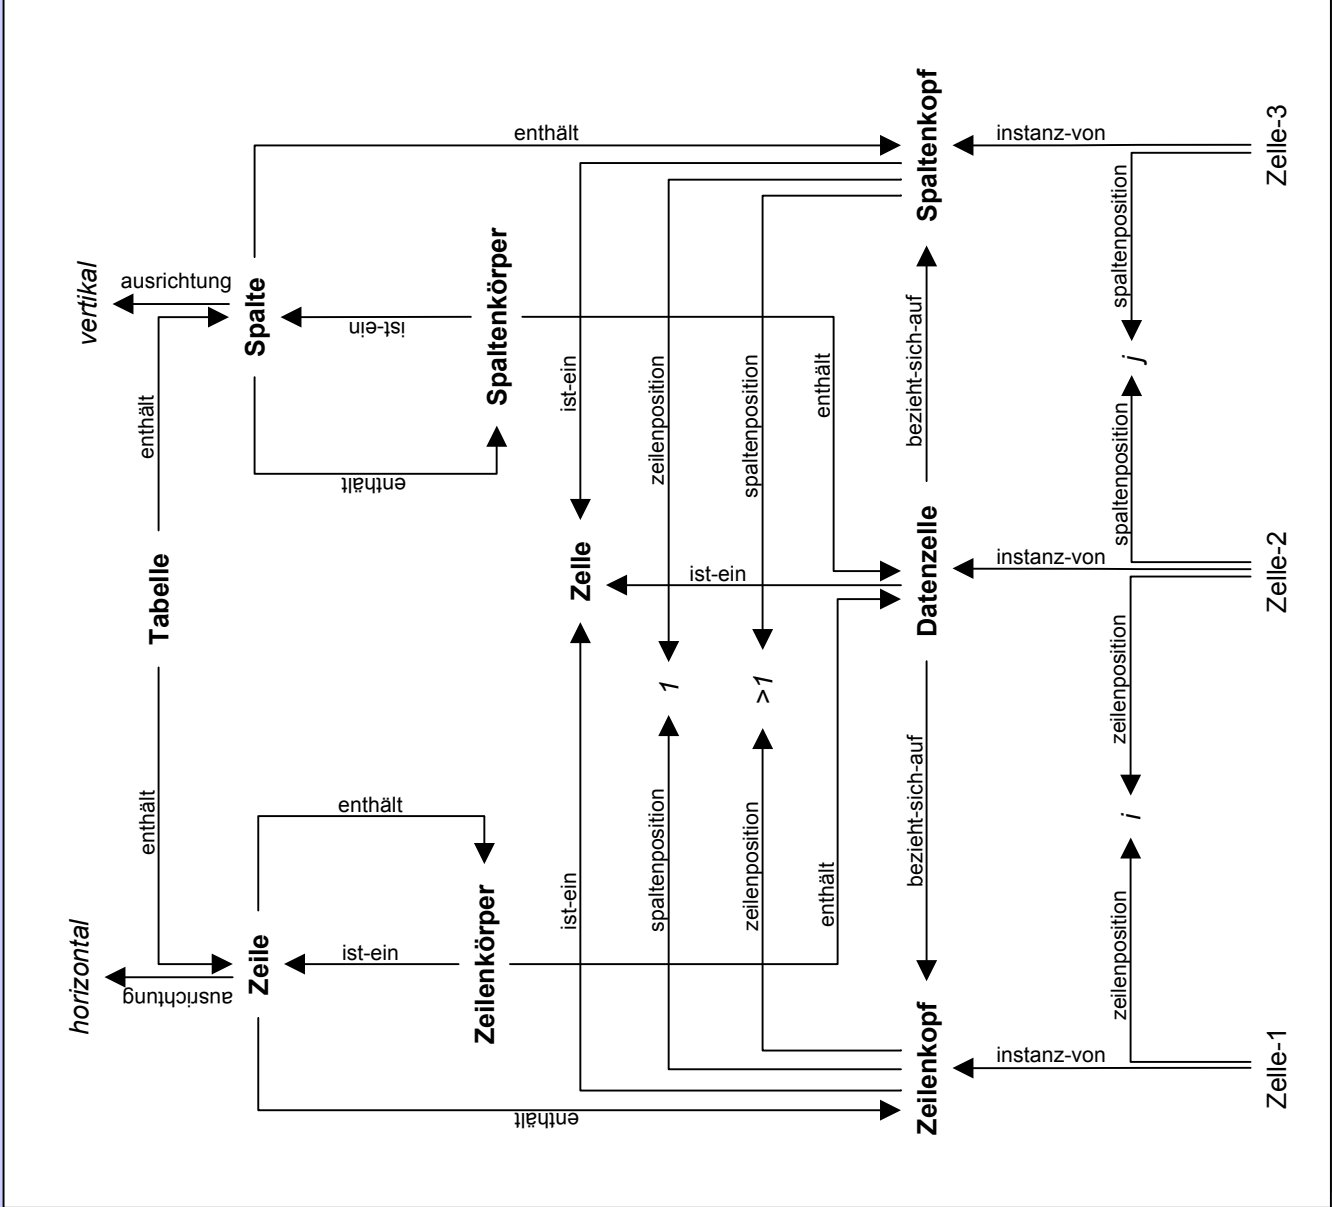 horizontal
ausrichtung
vertikal
ausrichtung
enthält
Tabelle
enthält
Zeile
Spalte
enthält
ist-ein
ist-ein
enthält
Zeilenkörper
Spaltenkörper
enthält
enthält
ist-ein
Zelle
ist-ein
spaltenposition
1
zeilenposition
ist-ein
zeilenposition
>1
spaltenposition
enthält
enthält
Zeilenkopf
bezieht-sich-auf
Datenzelle
bezieht-sich-auf
Spaltenkopf
instanz-von
instanz-von
instanz-von
zeilenposition
i
zeilenposition
spaltenposition
j
spaltenposition
Zelle-1
Zelle-2
Zelle-3